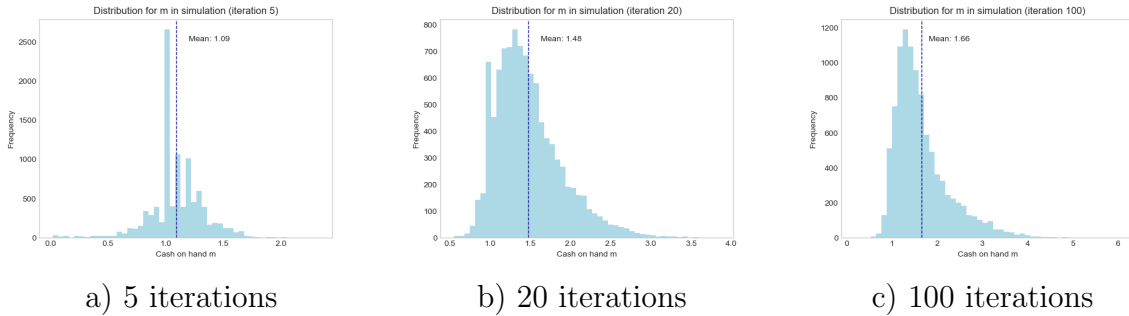 Distribution for m in simulation (iteration 5)
Mean: 1.09
Frequency
2500
2000
1500
1000
500
0
0.0 0.5 1.0 1.5 2.0
Cash on hand m
a) 5 iterations
Distribution for m in simulation (iteration 20)
Mean: 1.48
Frequency
800
700
600
500
400
300
200
100
0
0.5 1.0 1.5 2.0 2.5 3.0 3.5 4.0
Cash on hand m
b) 20 iterations
Distribution for m in simulation (iteration 100)
Mean: 1.66
Frequency
1200
1000
800
600
400
200
0
0 1 2 3 4 5 6
Cash on hand m
c) 100 iterations